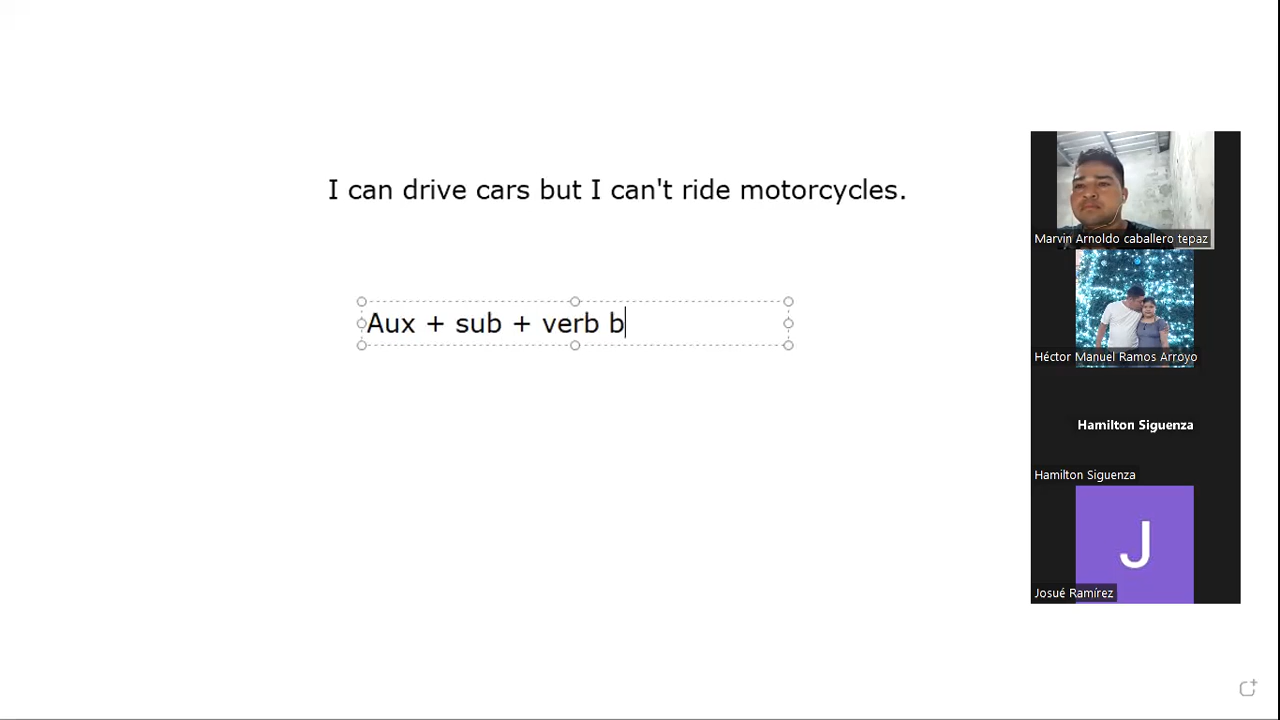 I can drive cars but I can't ride motorcycles.
Aux + sub + verb b
Marvin Arnoldo caballero tepaz
Héctor Manuel Ramos Arroyo
Hamilton Siguenza
Hamilton Siguenza
J
Josué Ramírez